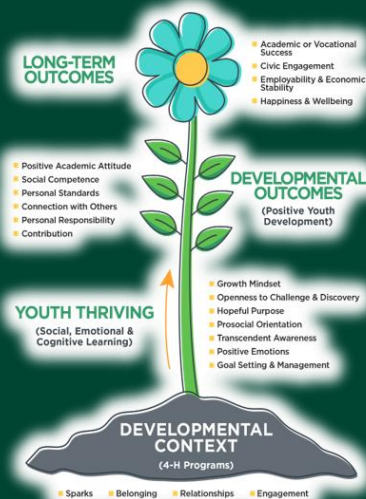 LONG-TERM
OUTCOMES
Academic or Vocational
Success
Civic Engagement
Employability & Economic
Stability
Happiness & Wellbeing
Positive Academic Attitude
Social Competence
Personal Standards
Connection with Others
Personal Responsibility
Contribution
DEVELOPMENTAL
OUTCOMES
(Positive Youth
Development)
YOUTH THRIVING
(Social, Emotional &
Cognitive Learning)
Growth Mindset
Openness to Challenge & Discovery
Hopeful Purpose
Prosocial Orientation
Transcendent Awareness
Positive Emotions
Goal Setting & Management
DEVELOPMENTAL
CONTEXT
(4-H Programs)
Sparks Belonging Relationships Engagement